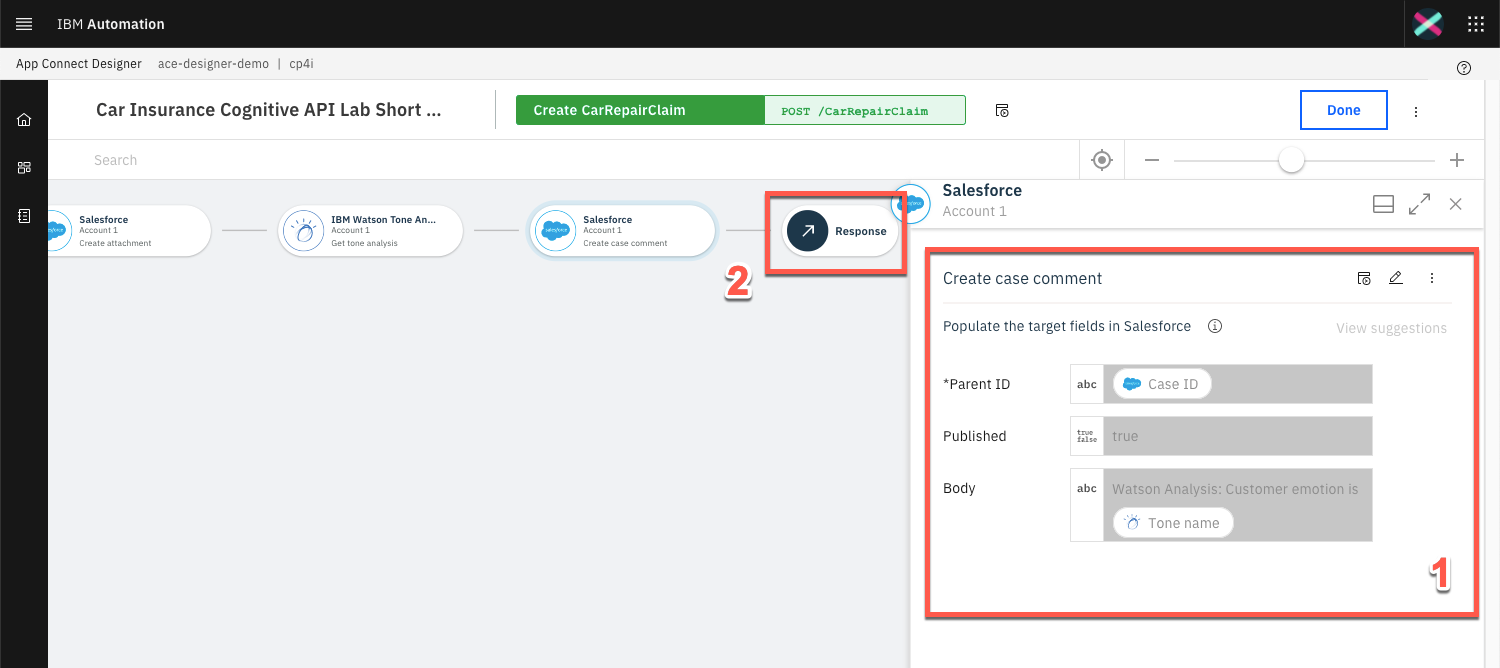 IBM Automation
App Connect Designer ace-designer-demo | cp4i
Car Insurance Cognitive API Lab Short ...
Create CarRepairClaim
POST /CarRepairClaim
Done
Search
Salesforce
Account 1
Create attachment
IBM Watson Tone An...
Account 1
Get tone analysis
Salesforce
Account 1
Create case comment
Response
2
Salesforce
Account 1
Create case comment
Populate the target fields in Salesforce
View suggestions
*Parent ID
abc
Case ID
Published
true
false
true
Body
abc
Watson Analysis: Customer emotion is
Tone name
1